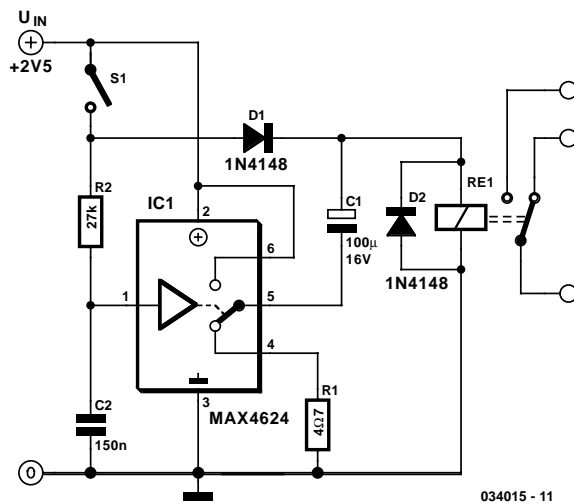 U IN
+2V5
S1
D1
1N4148
R2
27k
IC1
2
6
C1
100µ
16V
D2
1N4148
RE1
1
5
4
3
MAX4624
R1
4Ω7
C2
150n
0
034015 - 11